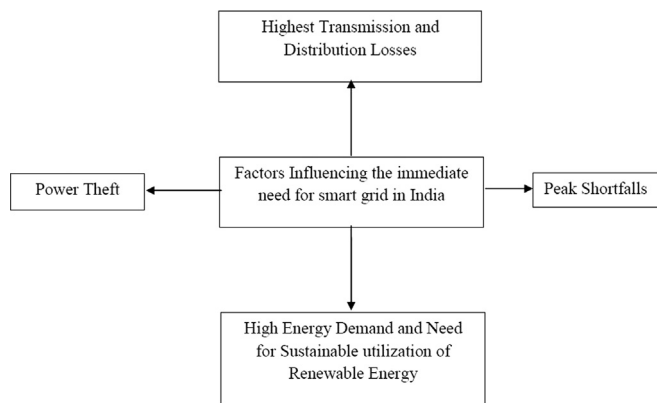 Highest Transmission and
Distribution Losses
Factors Influencing the immediate
need for smart grid in India
Power Theft
Peak Shortfalls
High Energy Demand and Need
for Sustainable utilization of
Renewable Energy